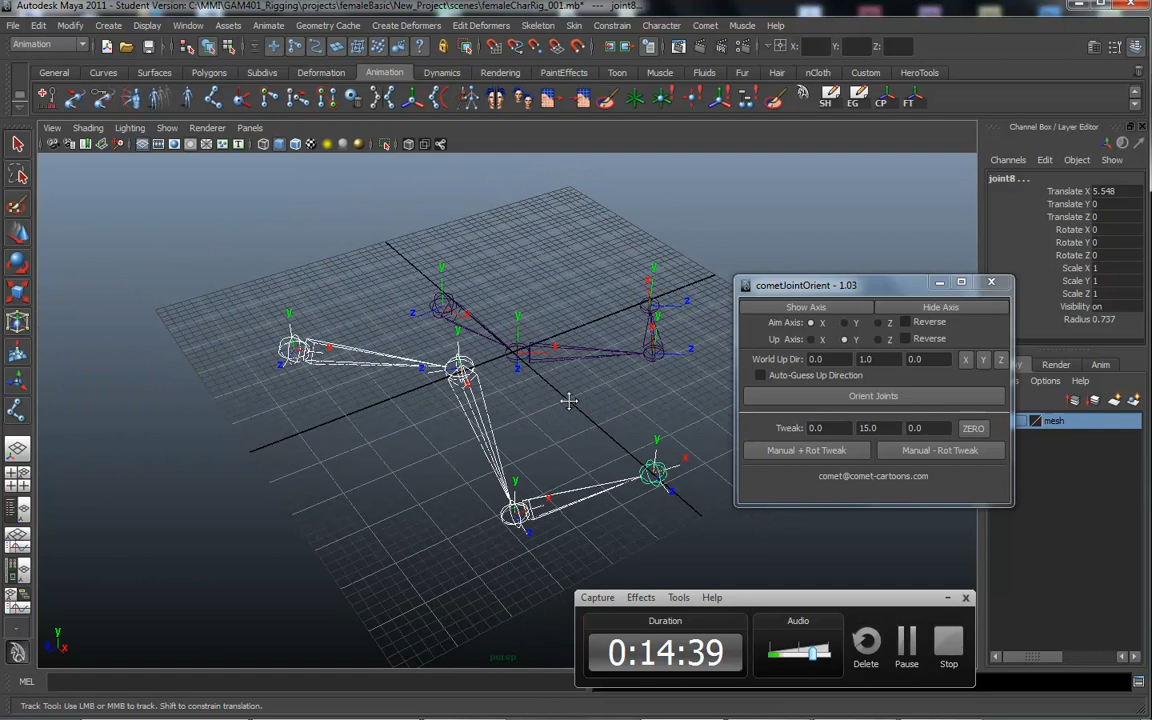 Autodesk Maya 2011 - Student Version: C:\MMI\GAM401_Rigging\projects\femaleBasic\New_Project\scenes\femaleCharRig_001.mb* --- joint8...
File Edit Modify Create Display Window Assets Animate Geometry Cache Create Deformers Edit Deformers Skeleton Skin Constrain Character Comet Muscle Help
Animation X: Y: Z:
General Curves Surfaces Polygons Subdivs Deformation Animation Dynamics Rendering PaintEffects Toon Muscle Fluids Fur Hair nCloth Custom HeroTools
SH EG CP FT
View Shading Lighting Show Renderer Panels
Channel Box / Layer Editor
Channels Edit Object Show
joint8 ...
Translate X 5.548
Translate Y 0
Translate Z 0
Rotate X 0
Rotate Y 0
Rotate Z 0
Scale X 1
Scale Y 1
Scale Z 1
Visibility on
Radius 0.737
cometJointOrient - 1.03
Show Axis Hide Axis
Aim Axis: X Y Z Reverse
Up Axis: X Y Z Reverse
World Up Dir: 0.0 1.0 0.0 X Y Z
Auto-Guess Up Direction
Orient Joints
Tweak: 0.0 15.0 0.0 ZERO
Manual + Rot Tweak Manual - Rot Tweak
comet@comet-cartoons.com
Render Anim
Options Help
mesh
y
z
x
persp
Capture Effects Tools Help
Duration Audio
0:14:39
Delete Pause Stop
MEL
Track Tool: Use LMB or MMB to track. Shift to constrain translation.